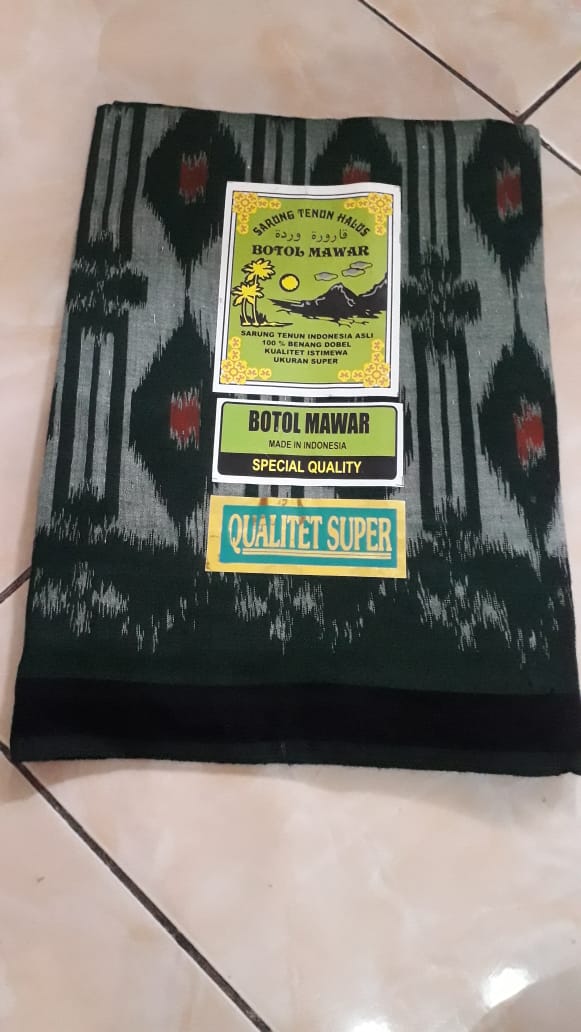 SARUNG TENUN HALUS
قارورة وردة
BOTOL MAWAR
SARUNG TENUN INDONESIA ASLI
100 % BENANG DOBEL
KUALITET ISTIMEWA
UKURAN SUPER
BOTOL MAWAR
MADE IN INDONESIA
SPECIAL QUALITY
QUALITET SUPER